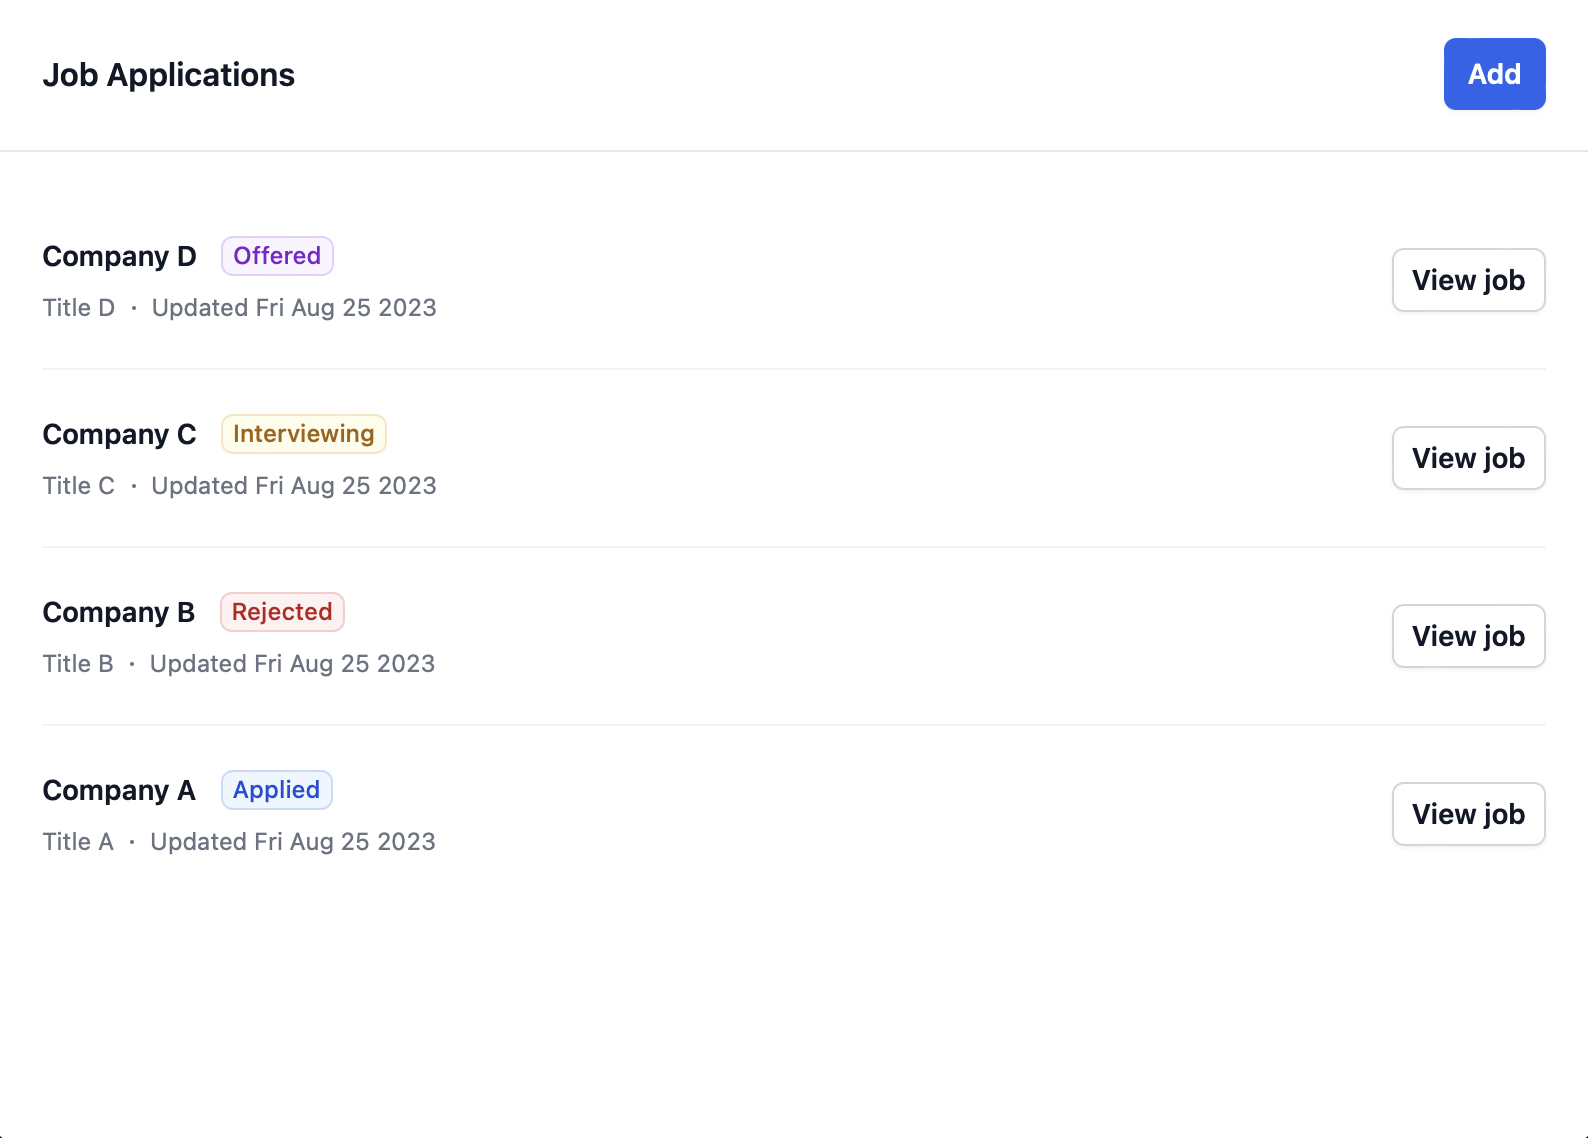 Job Applications
Add
Company D Offered
Title D · Updated Fri Aug 25 2023
View job
Company C Interviewing
Title C · Updated Fri Aug 25 2023
View job
Company B Rejected
Title B · Updated Fri Aug 25 2023
View job
Company A Applied
Title A · Updated Fri Aug 25 2023
View job